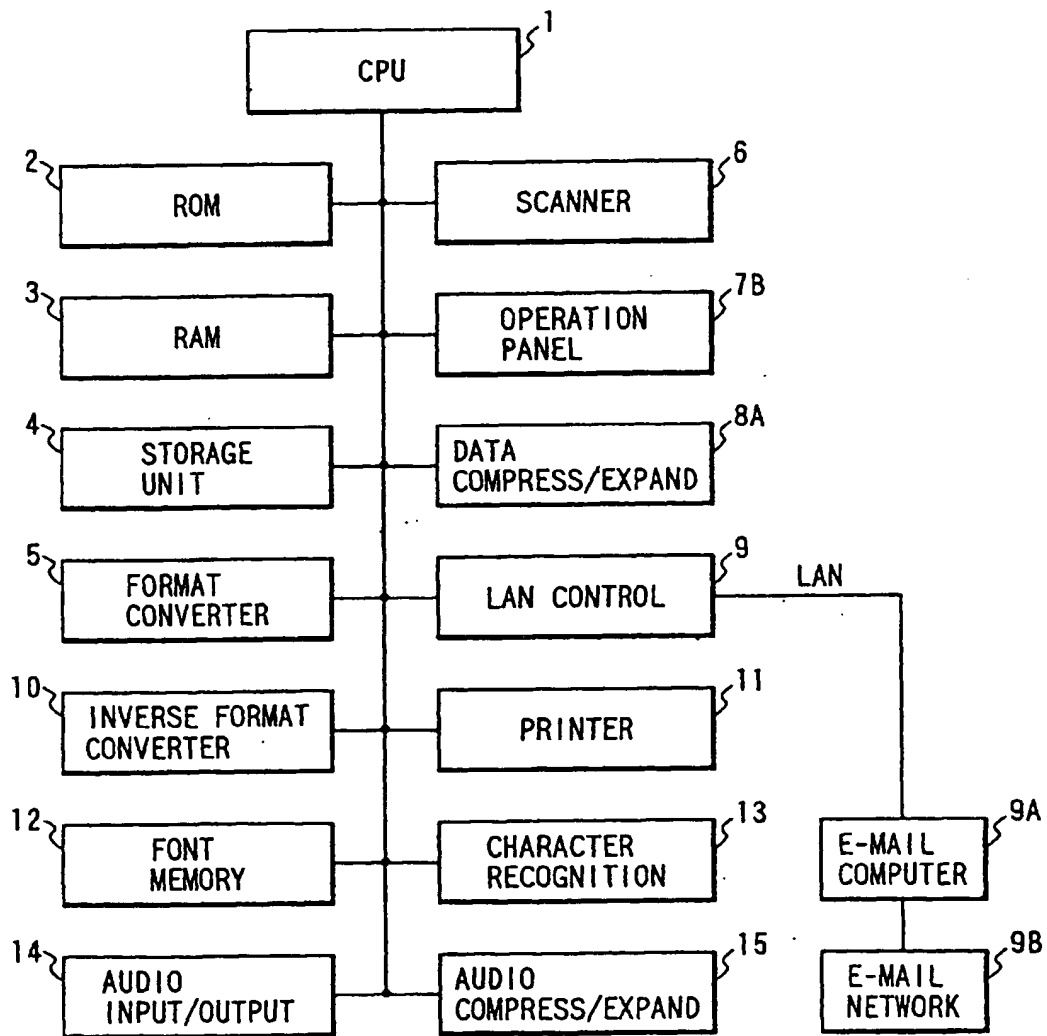 1
CPU
2
ROM
6
SCANNER
3
RAM
7B
OPERATION
PANEL
4
STORAGE
UNIT
8A
DATA
COMPRESS/EXPAND
5
FORMAT
CONVERTER
9
LAN CONTROL
LAN
10
INVERSE FORMAT
CONVERTER
11
PRINTER
12
FONT
MEMORY
13
CHARACTER
RECOGNITION
9A
E-MAIL
COMPUTER
14
AUDIO
INPUT/OUTPUT
15
AUDIO
COMPRESS/EXPAND
9B
E-MAIL
NETWORK